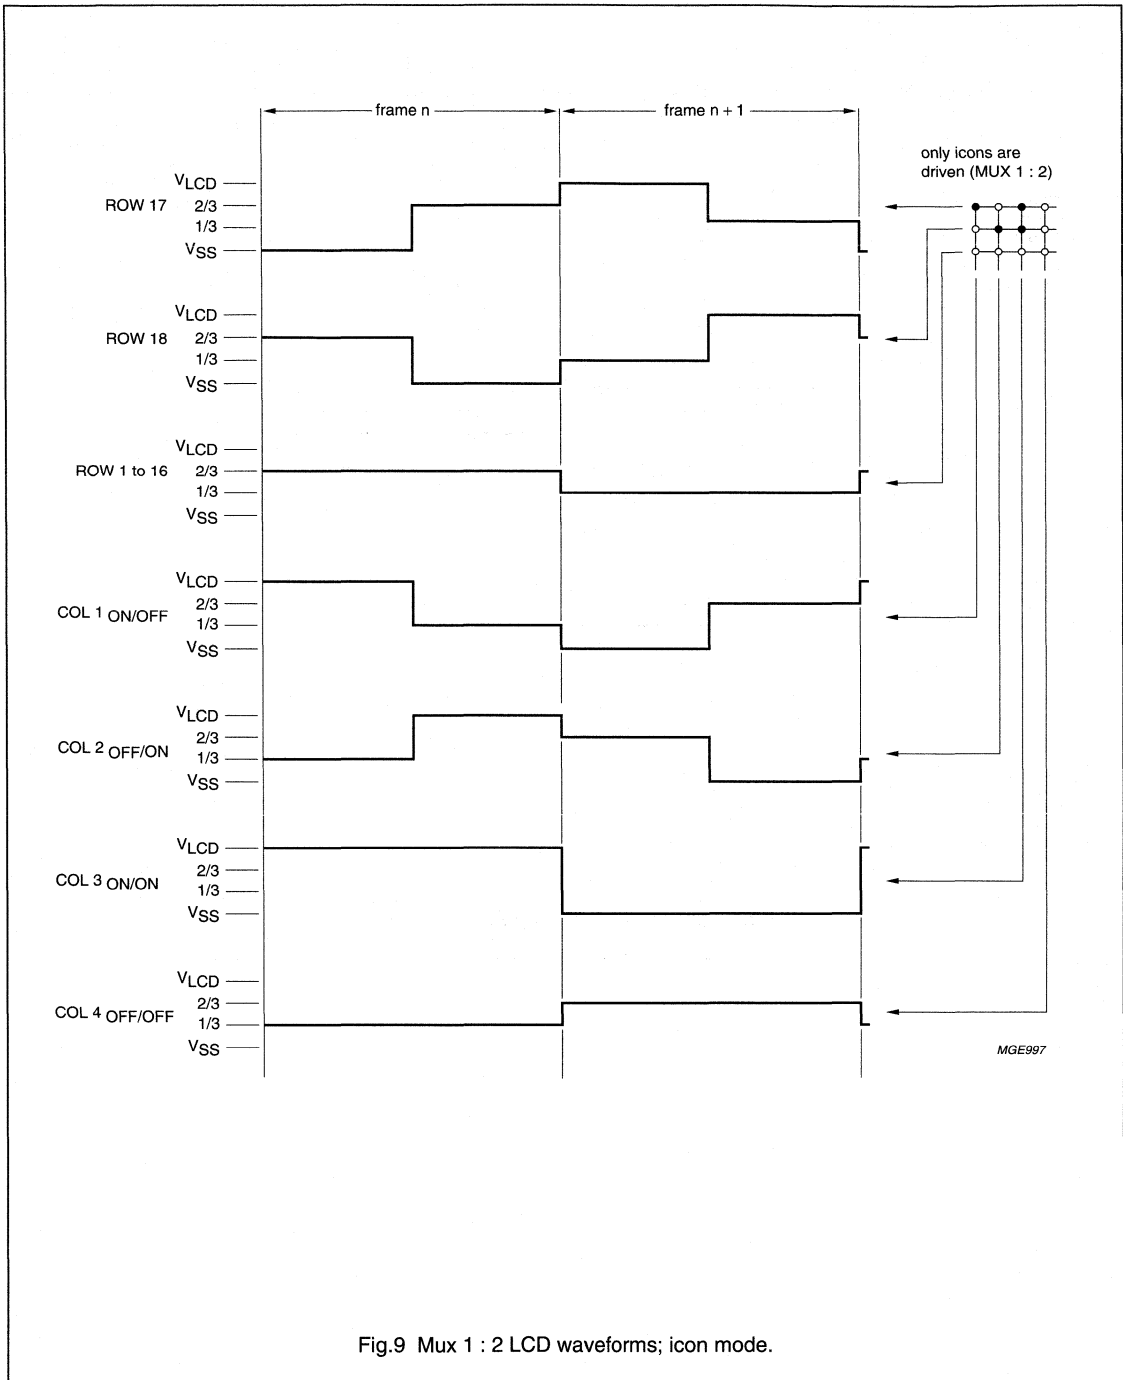 frame n
frame n + 1
only icons are
driven (MUX 1 : 2)
ROW 17
VLCD
2/3
1/3
VSS
ROW 18
VLCD
2/3
1/3
VSS
ROW 1 to 16
VLCD
2/3
1/3
VSS
COL 1 ON/OFF
VLCD
2/3
1/3
VSS
COL 2 OFF/ON
VLCD
2/3
1/3
VSS
COL 3 ON/ON
VLCD
2/3
1/3
VSS
COL 4 OFF/OFF
VLCD
2/3
1/3
VSS
MGE997
Fig.9 Mux 1 : 2 LCD waveforms; icon mode.